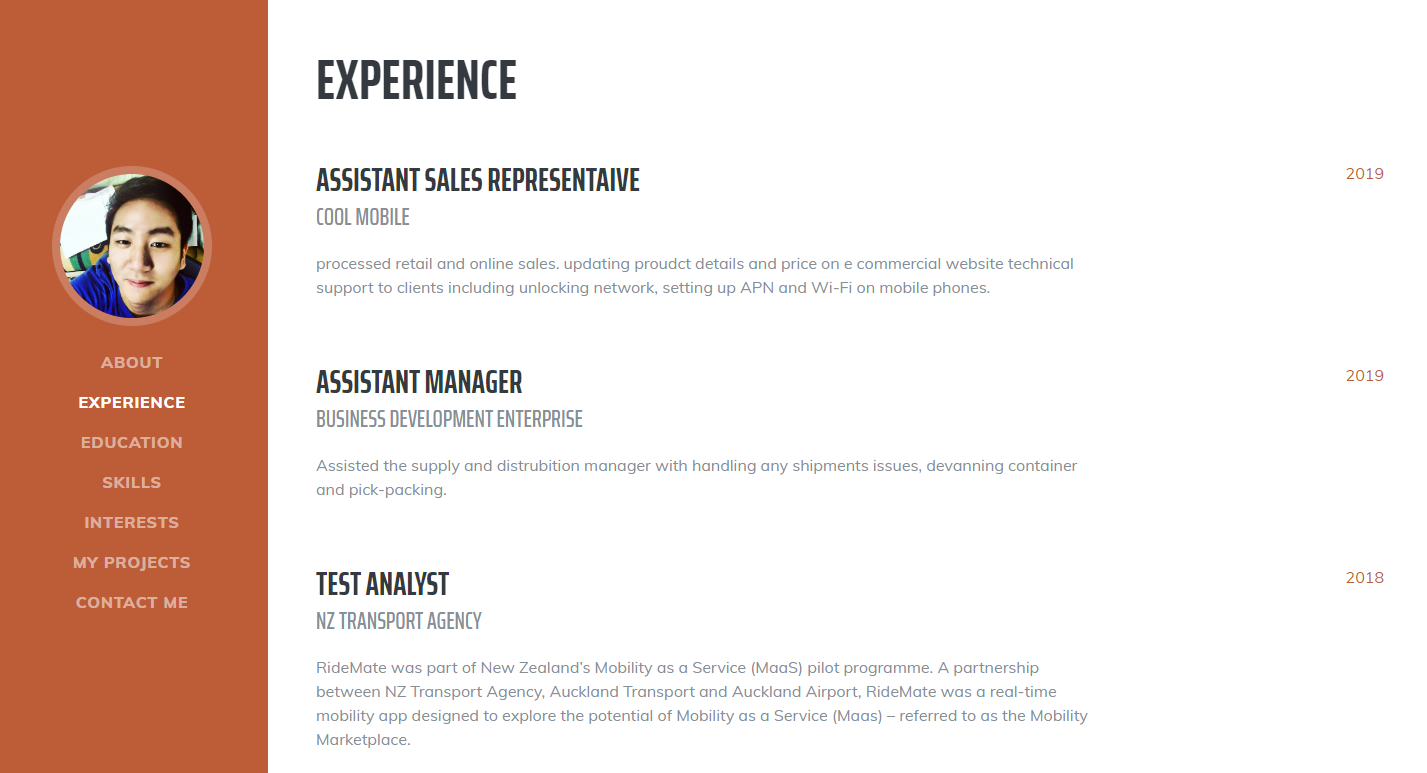 ABOUT
EXPERIENCE
EDUCATION
SKILLS
INTERESTS
MY PROJECTS
CONTACT ME
EXPERIENCE
ASSISTANT SALES REPRESENTAIVE
2019
COOL MOBILE
processed retail and online sales. updating proudct details and price on e commercial website technical
support to clients including unlocking network, setting up APN and Wi-Fi on mobile phones.
ASSISTANT MANAGER
2019
BUSINESS DEVELOPMENT ENTERPRISE
Assisted the supply and distrubition manager with handling any shipments issues, devanning container
and pick-packing.
TEST ANALYST
2018
NZ TRANSPORT AGENCY
RideMate was part of New Zealand’s Mobility as a Service (MaaS) pilot programme. A partnership
between NZ Transport Agency, Auckland Transport and Auckland Airport, RideMate was a real-time
mobility app designed to explore the potential of Mobility as a Service (Maas) – referred to as the Mobility
Marketplace.